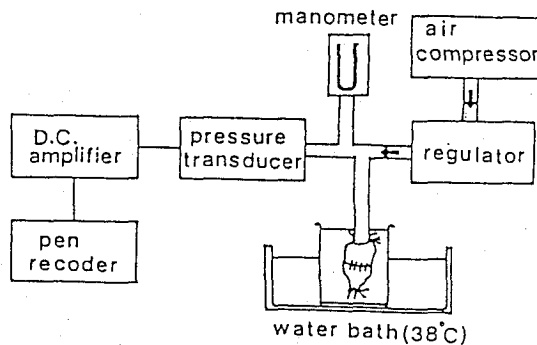 manometer
air
compressor
D.C.
amplifier
pressure
transducer
regulator
pen
recoder
water bath (38°C)